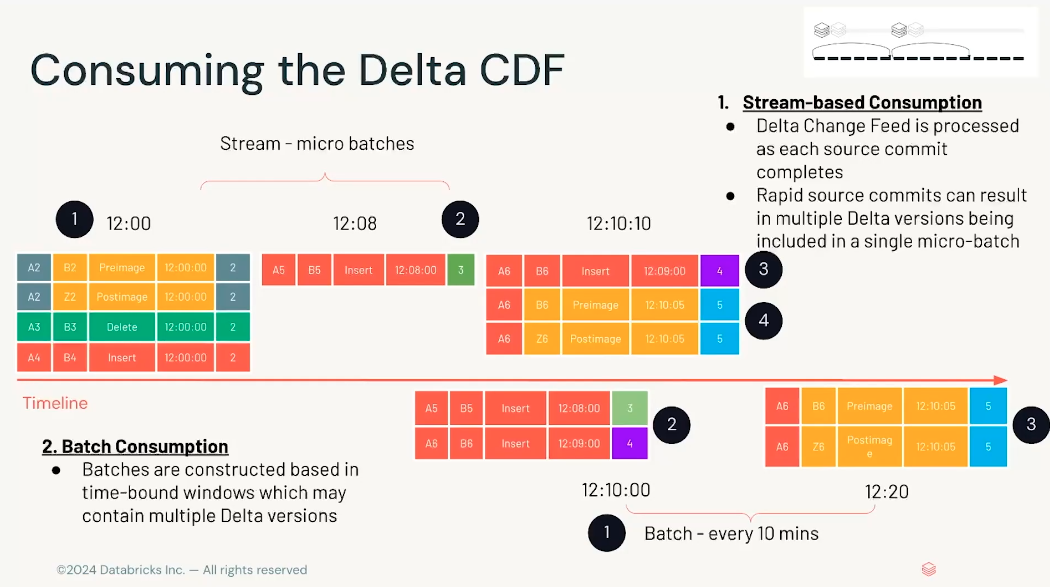 Consuming the Delta CDF
1. Stream-based Consumption
● Delta Change Feed is processed
as each source commit
completes
● Rapid source commits can result
in multiple Delta versions being
included in a single micro-batch
Stream - micro batches
1 12:00
12:08 2
12:10:10
A2 B2 Preimage 12:00:00 2
A2 Z2 Postimage 12:00:00 2
A3 B3 Delete 12:00:00 2
A4 B4 Insert 12:00:00 2
A5 B5 Insert 12:08:00 3
A6 B6 Insert 12:09:00 4 3
A6 B6 Preimage 12:10:05 5 4
A6 Z6 Postimage 12:10:05 5
Timeline
A5 B5 Insert 12:08:00 3 2
A6 B6 Insert 12:09:00 4
A6 B6 Preimage 12:10:05 5 3
A6 Z6 Postimag 12:10:05 5
e
2. Batch Consumption
● Batches are constructed based in
time-bound windows which may
contain multiple Delta versions
12:10:00
12:20
1 Batch - every 10 mins
©2024 Databricks Inc. — All rights reserved